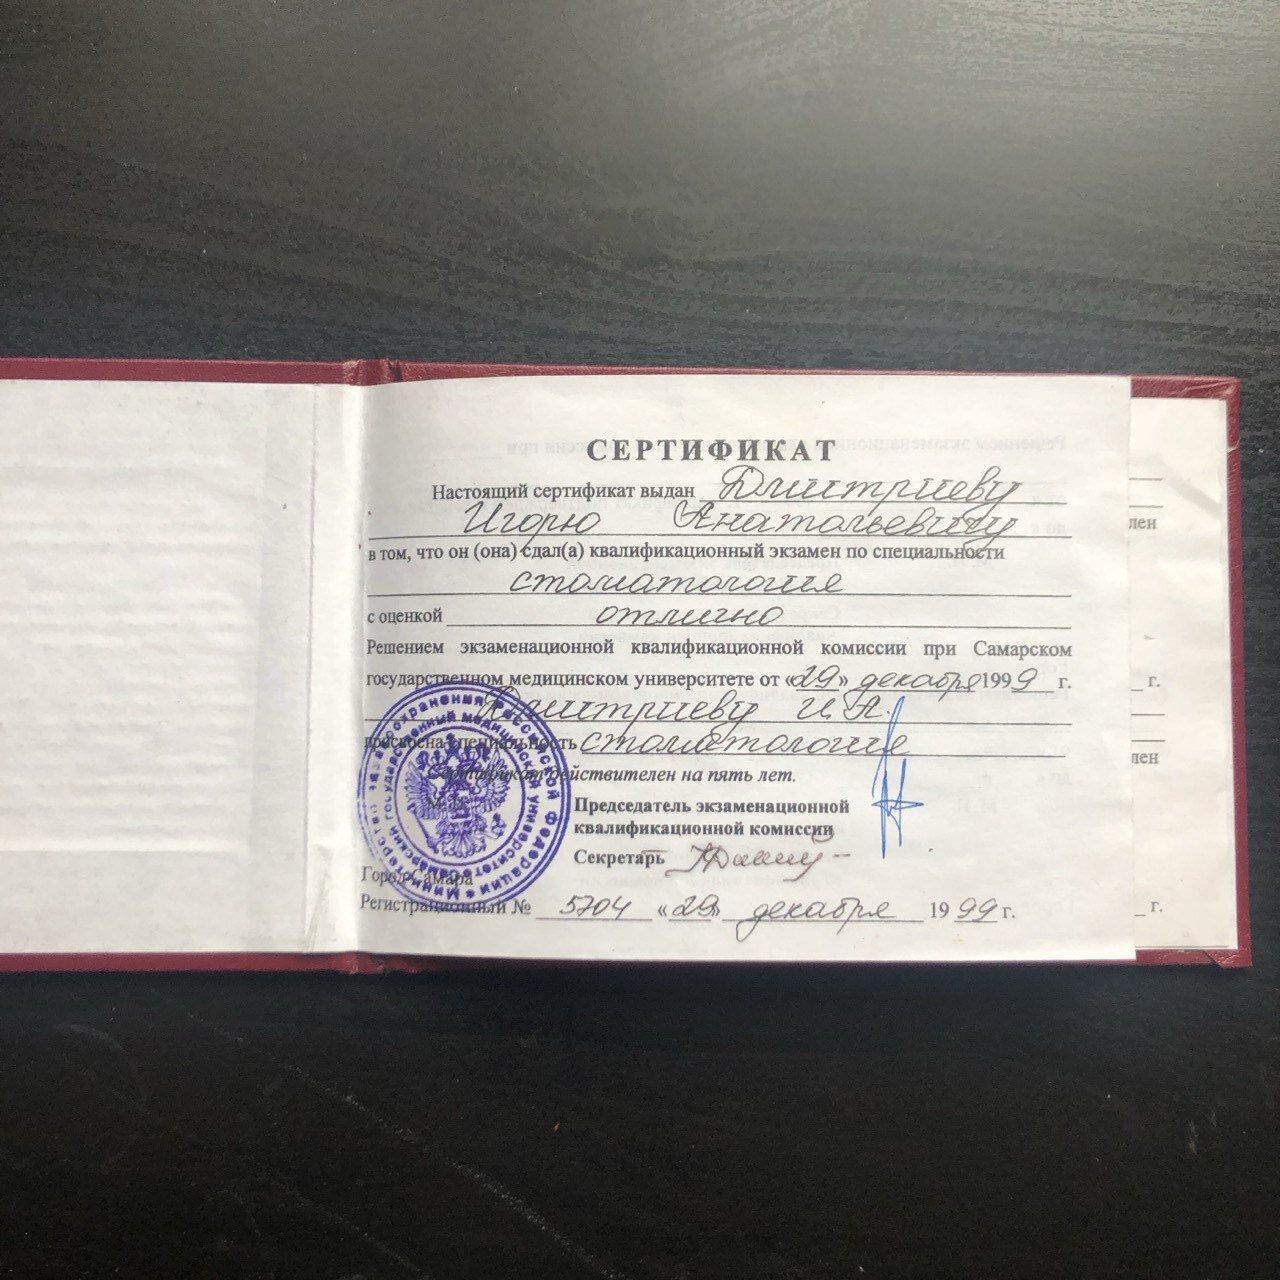 СЕРТИФИКАТ
Настоящий сертификат выдан Дмитриеву
Игорю Анатольевичу
в том, что он (она) сдал(а) квалификационный экзамен по специальности
стоматология
с оценкой отлично
Решением экзаменационной квалификационной комиссии при Самарском
государственном медицинском университете от «29» декабря 1999 г.
Дмитриеву И.А.
присвоена специальность стоматология
Сертификат действителен на пять лет.
М.П.
Председатель экзаменационной
квалификационной комиссии
Секретарь
Город Самара
Регистрационный № 5704 «29» декабря 1999 г.
лен
г.
лен
г.